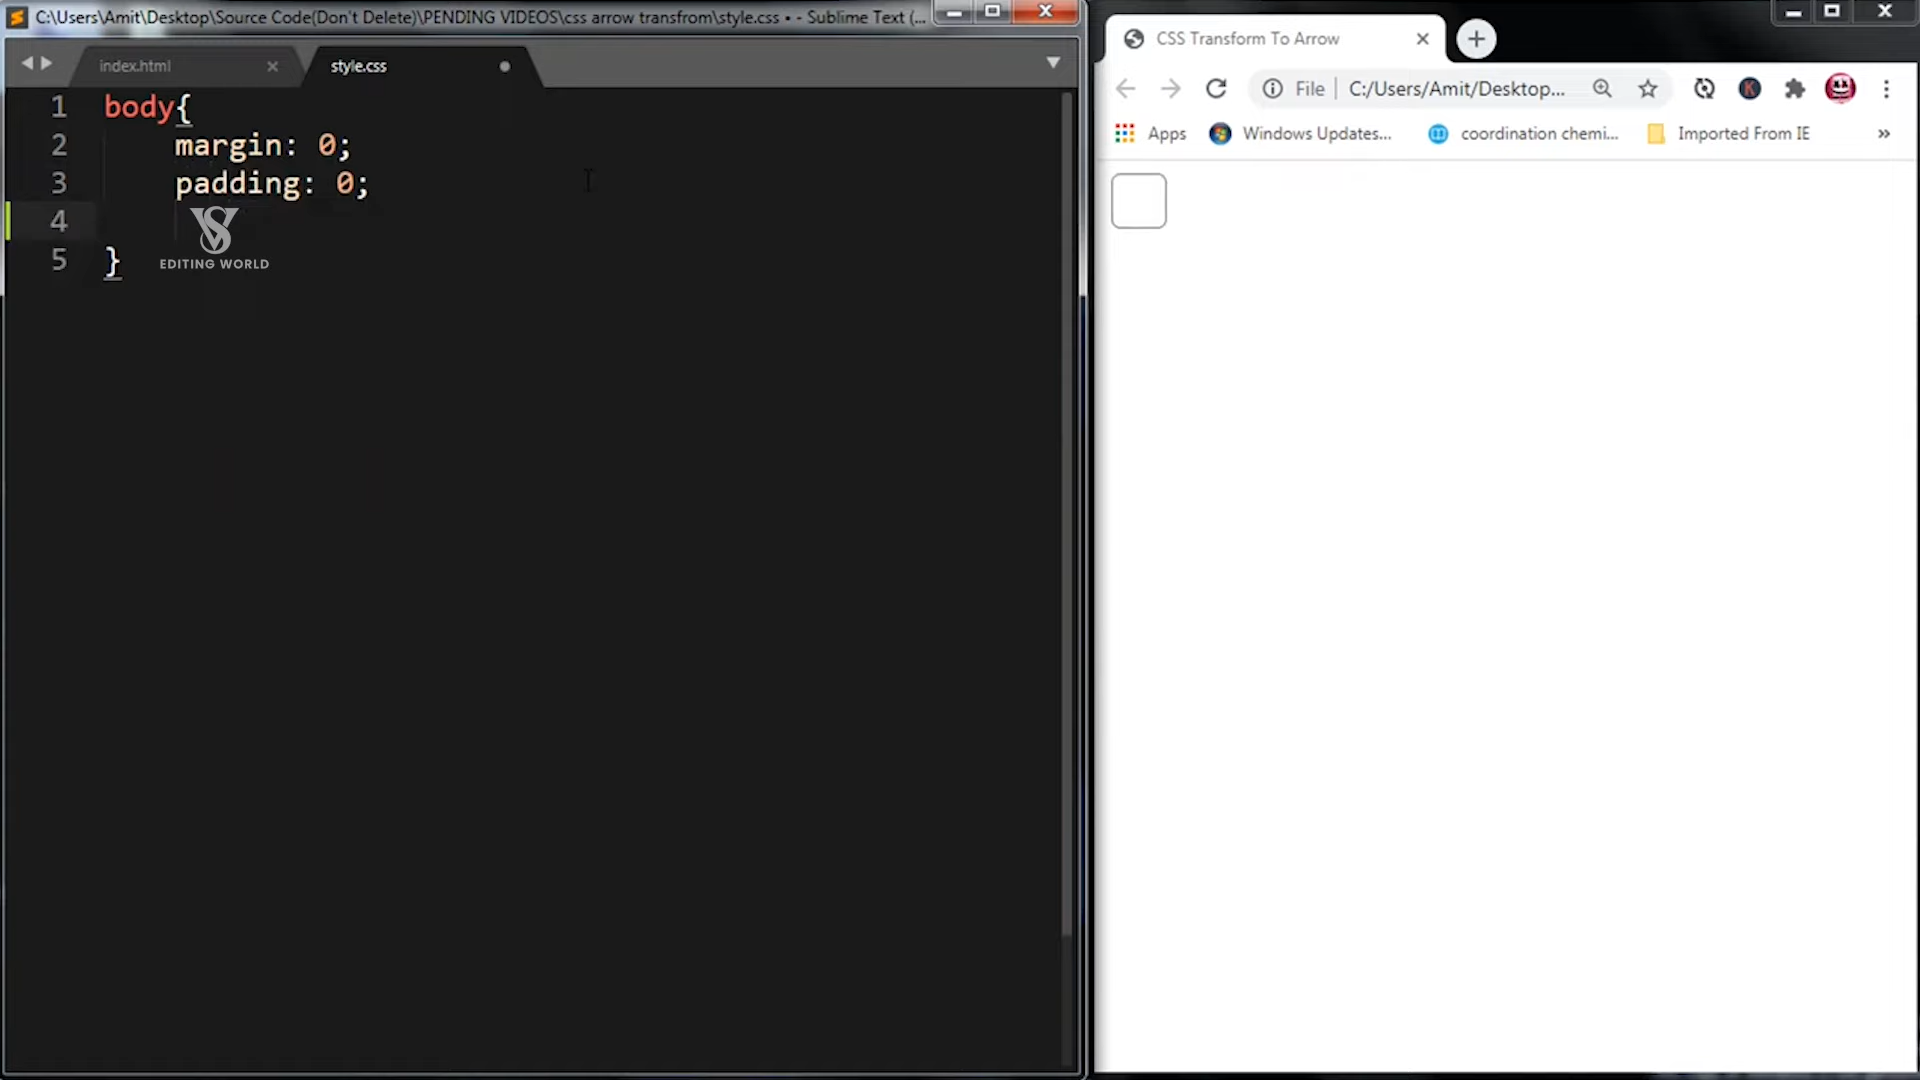 C:\Users\Amit\Desktop\Source Code(Don't Delete)\PENDING VIDEOS\css arrow transfrom\style.css • - Sublime Text (...
index.html
style.css
1 body{
2 margin: 0;
3 padding: 0;
4
5 }
VS
EDITING WORLD
CSS Transform To Arrow
File | C:/Users/Amit/Desktop...
K
Apps
Windows Updates...
coordination chemi...
Imported From IE
»